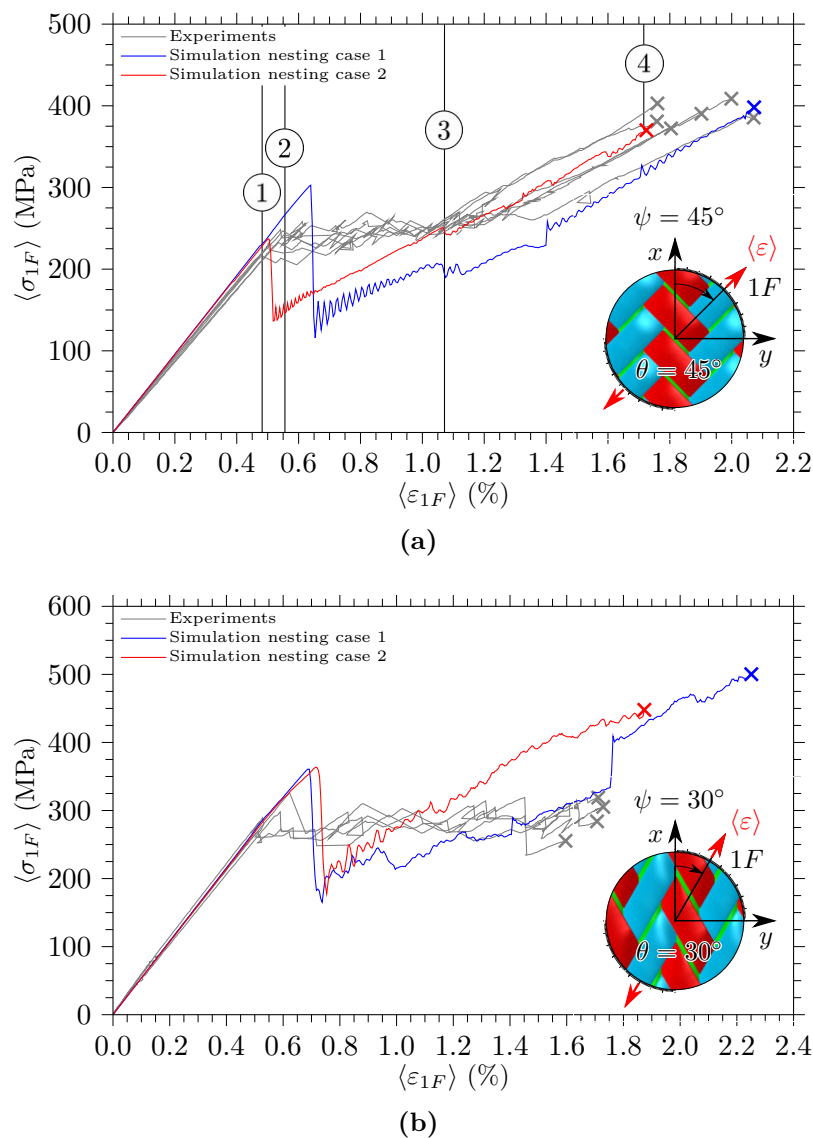 500
400
300
200
100
0
⟨σ1F⟩ (MPa)
Experiments
Simulation nesting case 1
Simulation nesting case 2
1
2
3
4
ψ = 45°
x
⟨ε⟩
1F
y
θ = 45°
0.0 0.2 0.4 0.6 0.8 1.0 1.2 1.4 1.6 1.8 2.0 2.2
⟨ε1F⟩ (%)
(a)
600
500
400
300
200
100
0
⟨σ1F⟩ (MPa)
Experiments
Simulation nesting case 1
Simulation nesting case 2
ψ = 30°
x
⟨ε⟩
1F
y
θ = 30°
0.0 0.2 0.4 0.6 0.8 1.0 1.2 1.4 1.6 1.8 2.0 2.2 2.4
⟨ε1F⟩ (%)
(b)